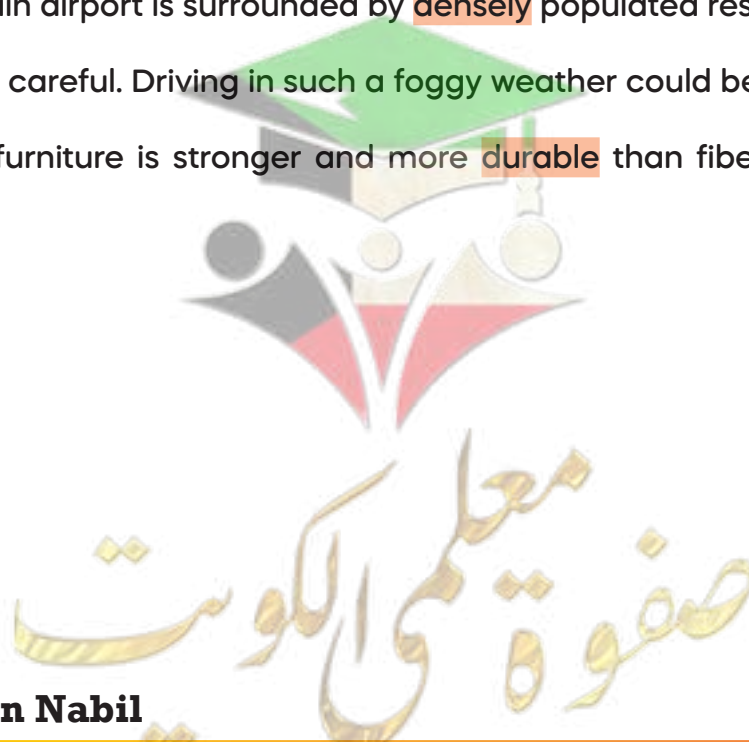 in airport is surrounded by densely populated res
careful. Driving in such a foggy weather could be
furniture is stronger and more durable than fibe
صفوة معلمي الكويت
n Nabil